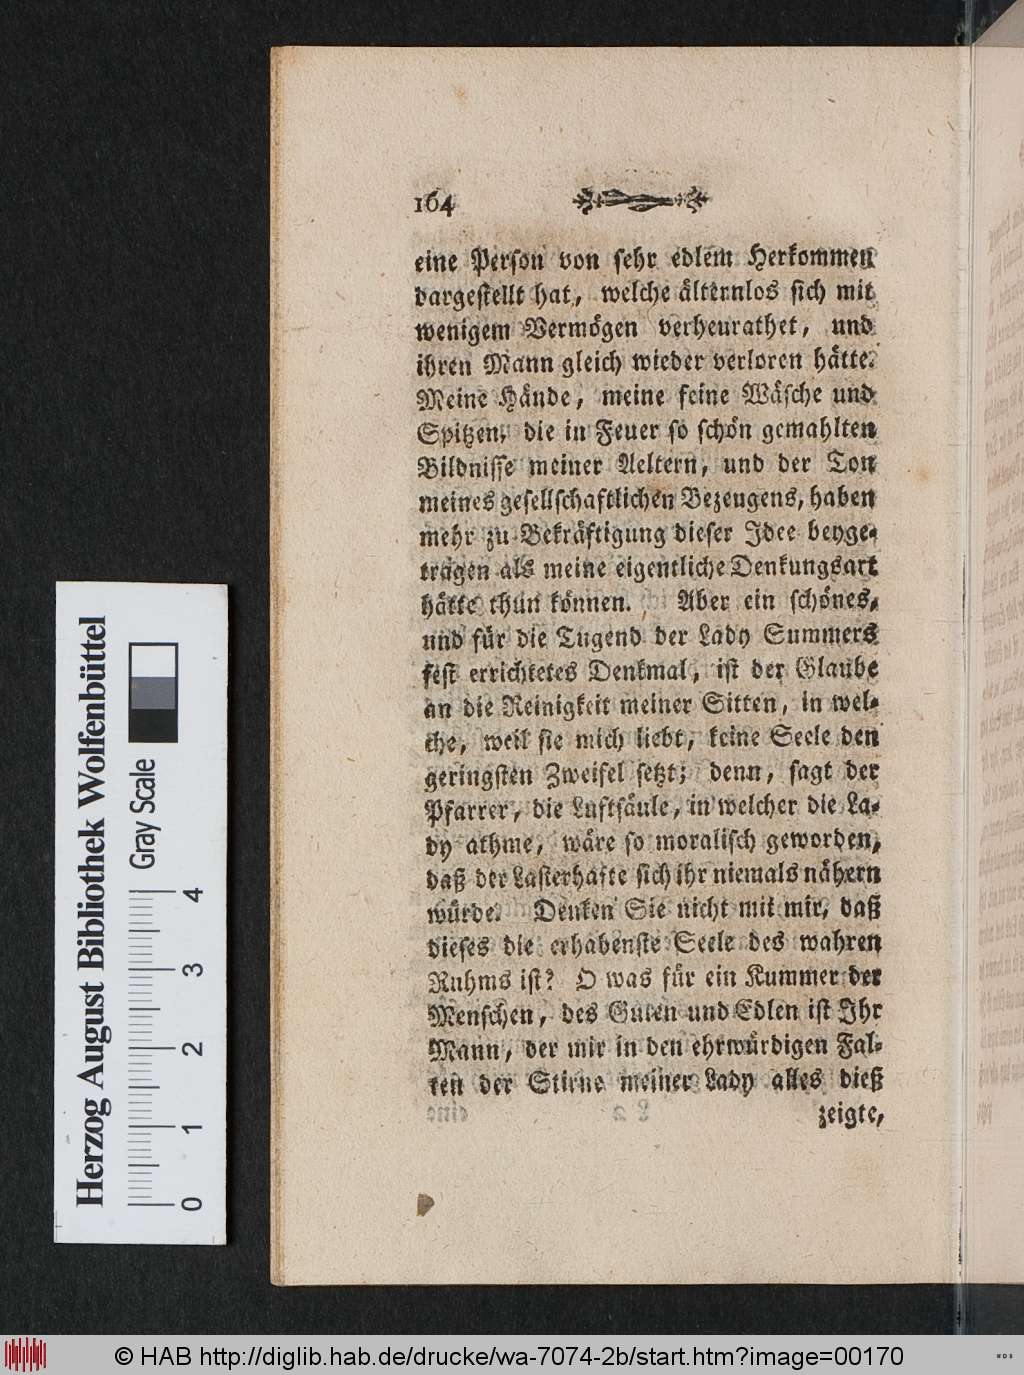 164
eine Person von sehr edlem Herkommen
dargestellt hat, welche älternlos sich mit
wenigem Vermögen verheurathet, und
ihren Mann gleich wieder verloren hätte.
Meine Hände, meine feine Wäsche und
Spitzen, die in Feuer so schön gemahlten
Bildnisse meiner Aeltern, und der Ton
meines gesellschaftlichen Bezeugens, haben
mehr zu Bekräftigung dieser Idee beyge-
tragen als meine eigentliche Denkungsart
hätte thun können. Aber ein schönes,
und für die Tugend der Lady Summers
fest errichtetes Denkmal, ist der Glaube
an die Reinigkeit meiner Sitten, in wel-
che, weil sie mich liebt, keine Seele den
geringsten Zweifel setzt; denn, sagt der
Pfarrer, die Luftsäule, in welcher die La-
dy athme, wäre so moralisch geworden,
daß der Lasterhafte sich ihr niemals nähern
würde. Denken Sie nicht mit mir, daß
dieses die erhabenste Seele des wahren
Ruhms ist? O was für ein Kummer der
Menschen, des Guten und Edlen ist Ihr
Mann, der mir in den ehrwürdigen Fal-
ten der Stirne meiner Lady alles dieß
zeigte,
Herzog August Bibliothek Wolfenbüttel
Gray Scale
0 1 2 3 4
© HAB http://diglib.hab.de/drucke/wa-7074-2b/start.htm?image=00170